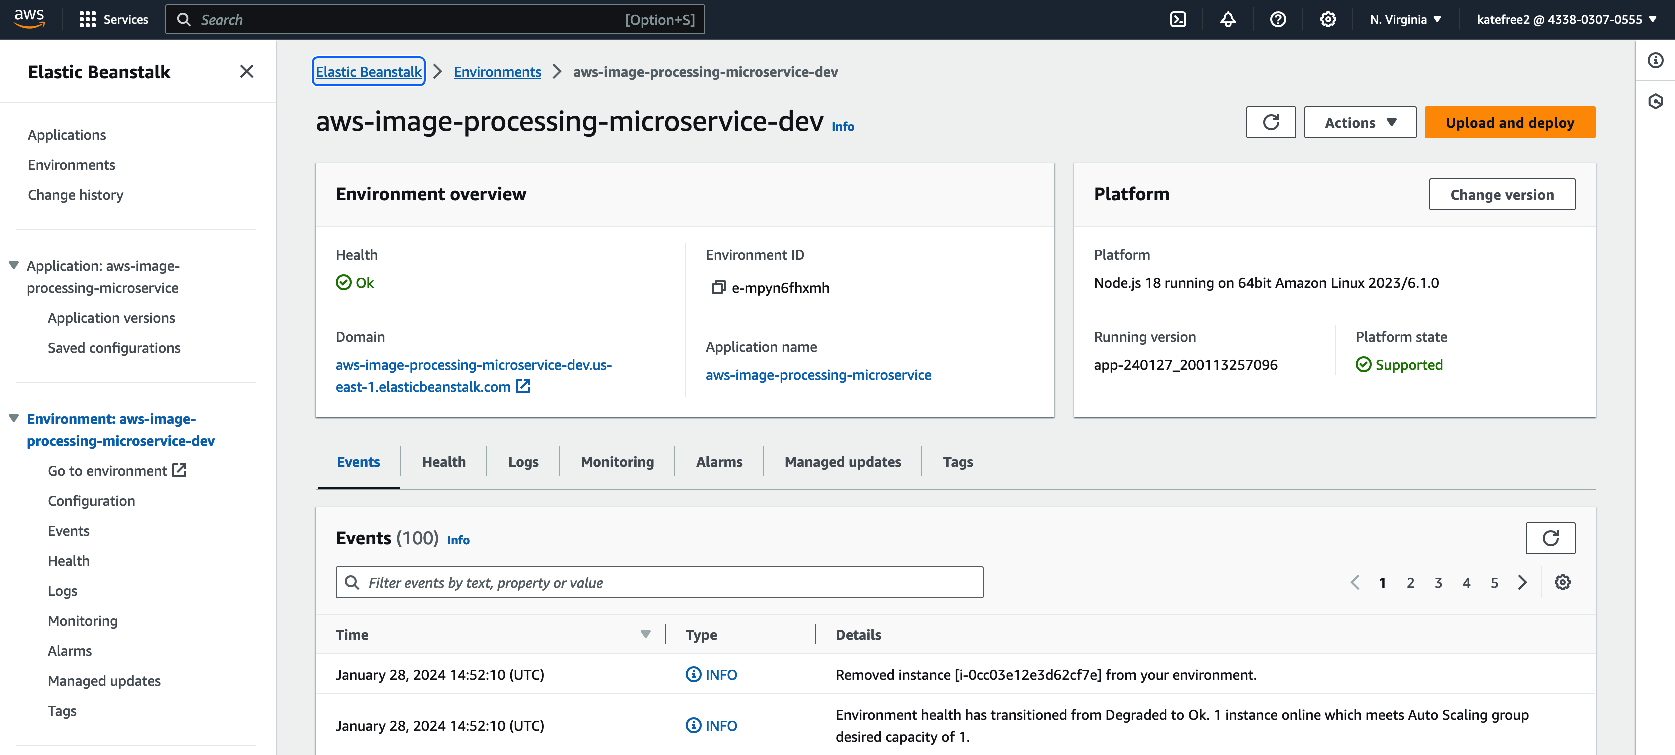 aws
Services
Search
[Option+S]
N. Virginia
katefree2 @ 4338-0307-0555
Elastic Beanstalk
Applications
Environments
Change history
Application: aws-image-
processing-microservice
Application versions
Saved configurations
Environment: aws-image-
processing-microservice-dev
Go to environment
Configuration
Events
Health
Logs
Monitoring
Alarms
Managed updates
Tags
Elastic Beanstalk
Environments
aws-image-processing-microservice-dev
aws-image-processing-microservice-dev Info
Actions
Upload and deploy
Environment overview
Health
Ok
Domain
aws-image-processing-microservice-dev.us-
east-1.elasticbeanstalk.com
Environment ID
e-mpyn6fhxmh
Application name
aws-image-processing-microservice
Platform
Change version
Platform
Node.js 18 running on 64bit Amazon Linux 2023/6.1.0
Running version
app-240127_200113257096
Platform state
Supported
Events
Health
Logs
Monitoring
Alarms
Managed updates
Tags
Events (100) Info
Filter events by text, property or value
1 2 3 4 5
Time
Type
Details
January 28, 2024 14:52:10 (UTC)
INFO
Removed instance [i-0cc03e12e3d62cf7e] from your environment.
January 28, 2024 14:52:10 (UTC)
INFO
Environment health has transitioned from Degraded to Ok. 1 instance online which meets Auto Scaling group
desired capacity of 1.